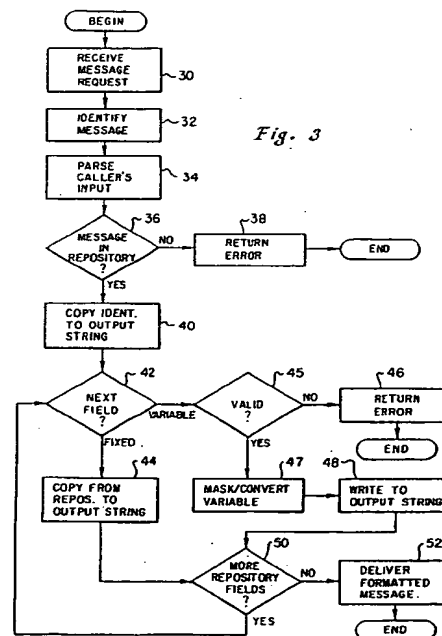 BEGIN
RECEIVE
MESSAGE
REQUEST
30
IDENTIFY
MESSAGE
32
Fig. 3
PARSE
CALLER'S
INPUT
34
36
MESSAGE
IN
REPOSITORY
?
NO
YES
38
RETURN
ERROR
END
COPY IDENT.
TO OUTPUT
STRING
40
42
NEXT
FIELD
?
VARIABLE
FIXED
45
VALID
?
NO
YES
46
RETURN
ERROR
END
44
COPY FROM
REPOS. TO
OUTPUT STRING
47
MASK/CONVERT
VARIABLE
48
WRITE TO
OUTPUT STRING
50
MORE
REPOSITORY
FIELDS
?
NO
YES
52
DELIVER
FORMATTED
MESSAGE.
END